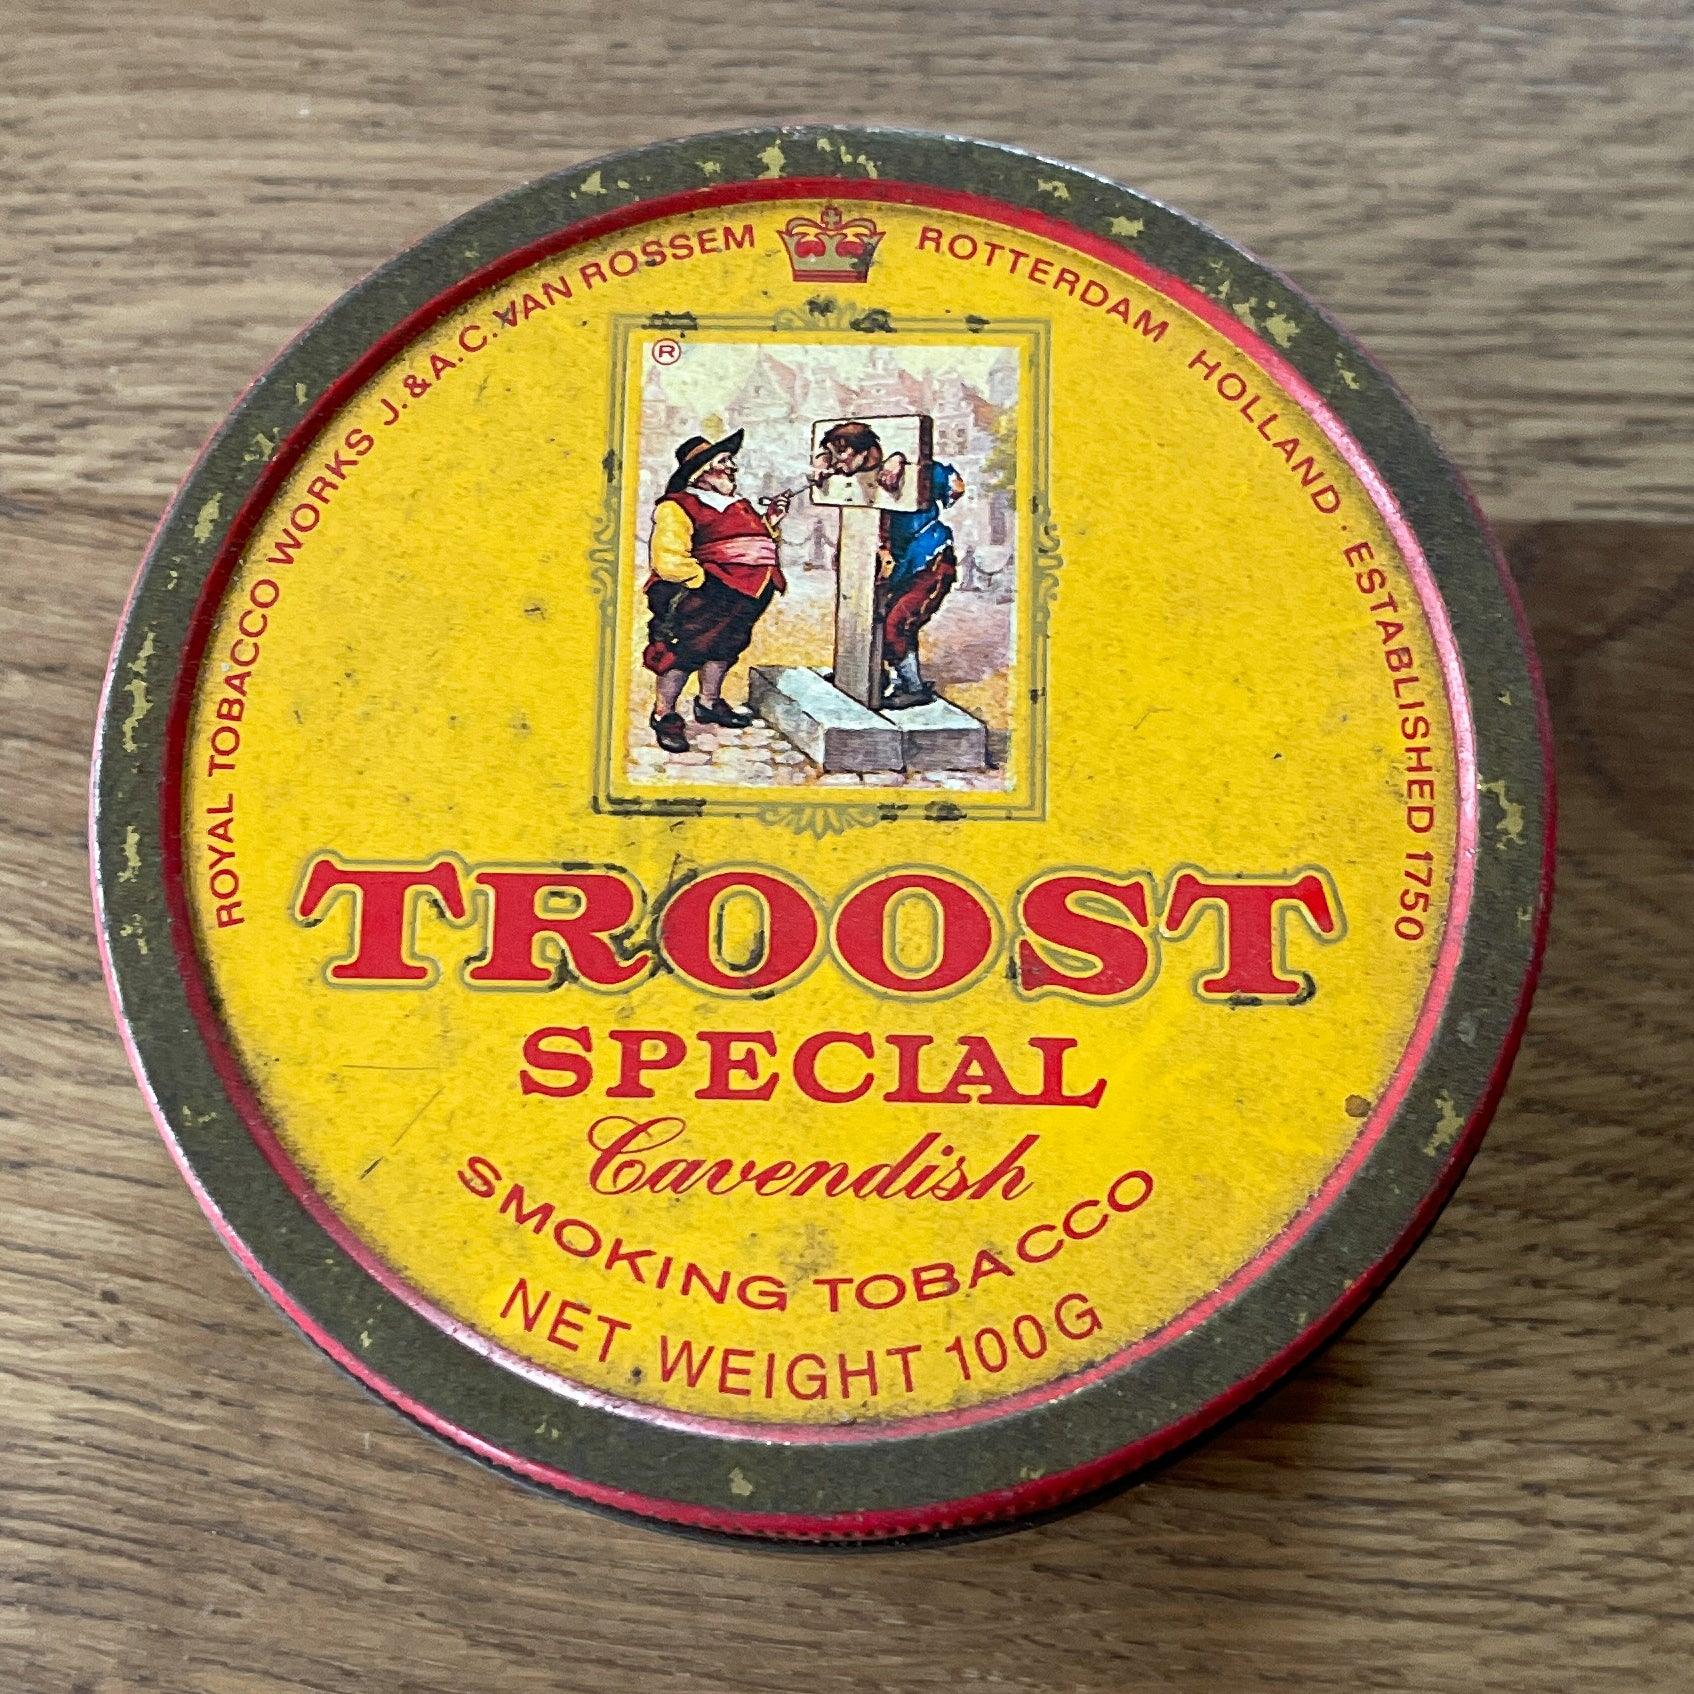 ROYAL TOBACCO WORKS J.&A.C. VAN ROSSEM ROTTERDAM HOLLAND · ESTABLISHED 1750
®
TROOST
SPECIAL
Cavendish
SMOKING TOBACCO
NET WEIGHT 100G